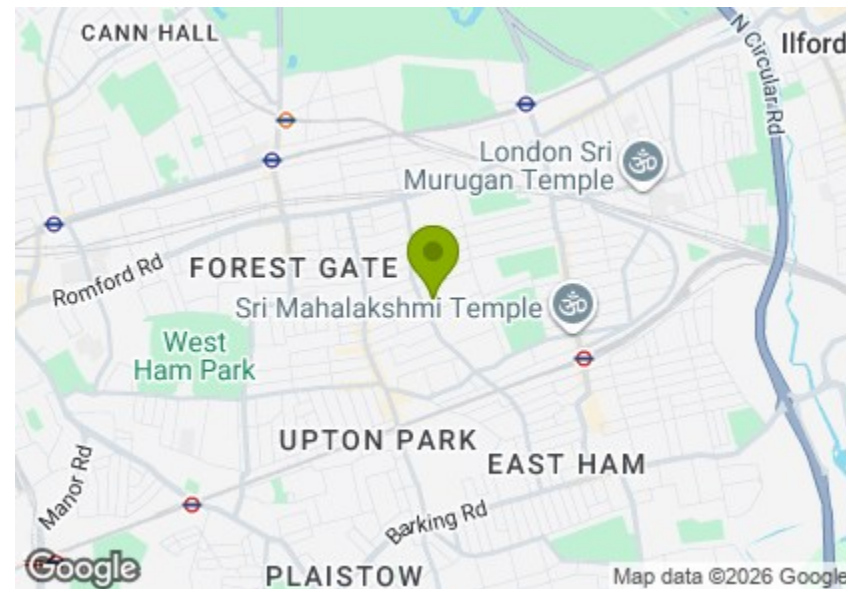 CANN HALL
N Circular Rd
Ilford
London Sri
Murugan Temple
Romford Rd
FOREST GATE
Sri Mahalakshmi Temple
West
Ham Park
UPTON PARK
EAST HAM
Manor Rd
Barking Rd
PLAISTOW
Google
Map data ©2026 Google